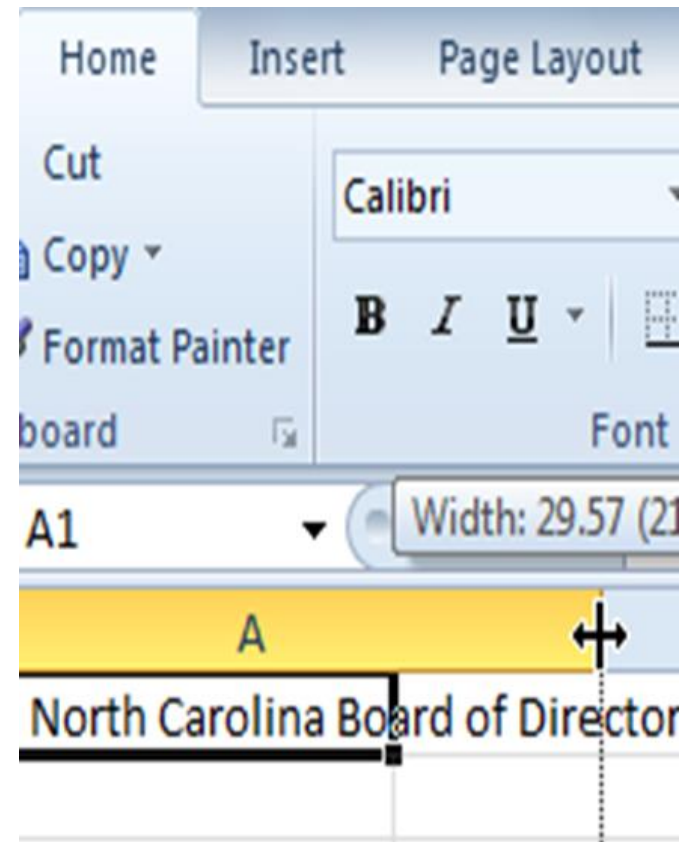 Home Insert Page Layout
Cut
Calibri
Copy
B I U
Format Painter
board Font
A1 Width: 29.57 (21
A
North Carolina Board of Director